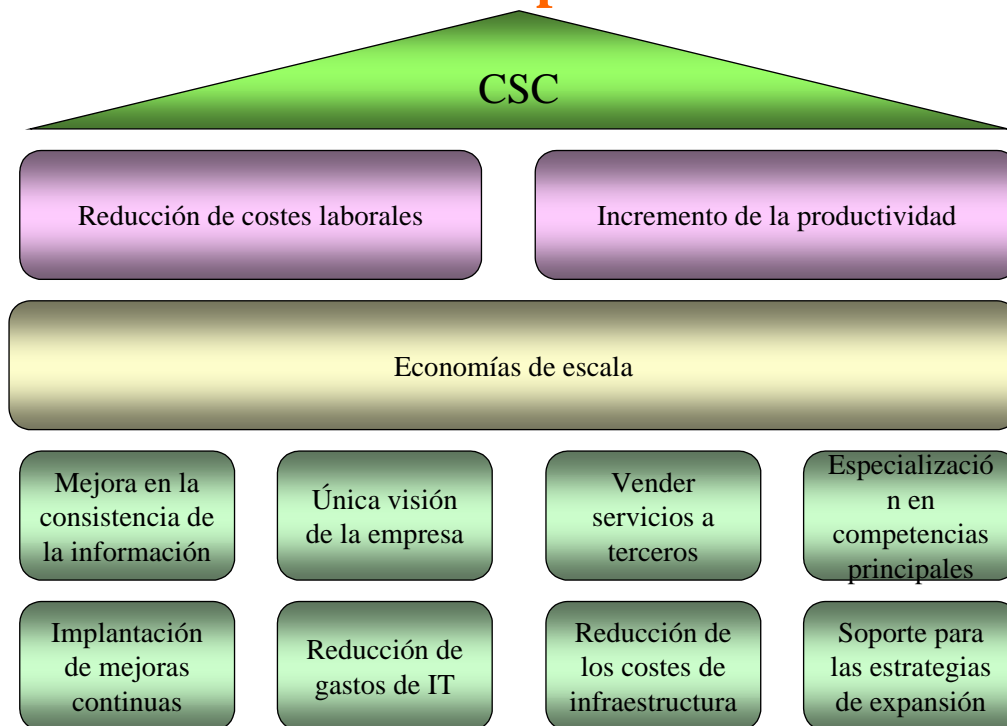 CSC
Reducción de costes laborales
Incremento de la productividad
Economías de escala
Mejora en la
consistencia de
la información
Única visión
de la empresa
Vender
servicios a
terceros
Especializació
n en
competencias
principales
Implantación
de mejoras
continuas
Reducción de
gastos de IT
Reducción de
los costes de
infraestructura
Soporte para
las estrategias
de expansión